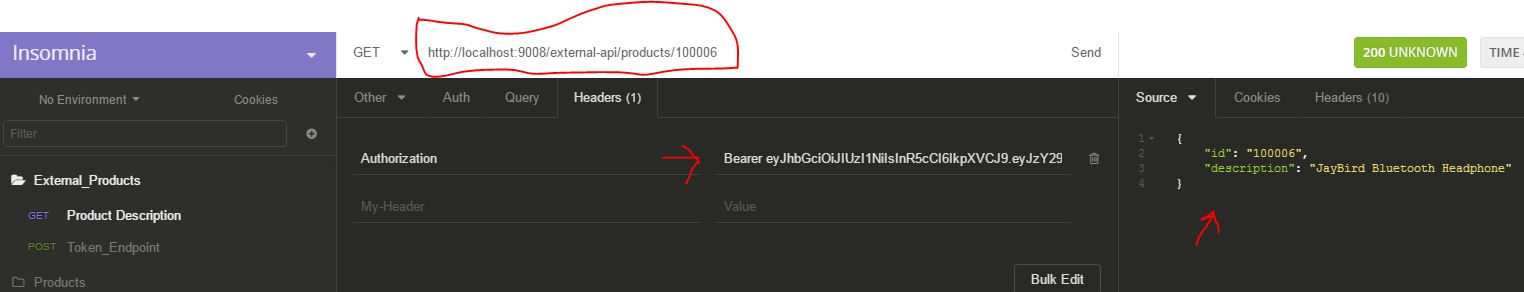 Insomnia
GET http://localhost:9008/external-api/products/100006 Send
200 UNKNOWN TIME
No Environment Cookies
Other Auth Query Headers (1)
Source Cookies Headers (10)
Filter
Authorization Bearer eyJhbGciOiJIUzI1NiIsInR5cCI6IkpXVCJ9.eyJzY29
My-Header Value
Bulk Edit
External_Products
GET Product Description
POST Token_Endpoint
Products
1 {
2 "id": "100006",
3 "description": "JayBird Bluetooth Headphone"
4 }